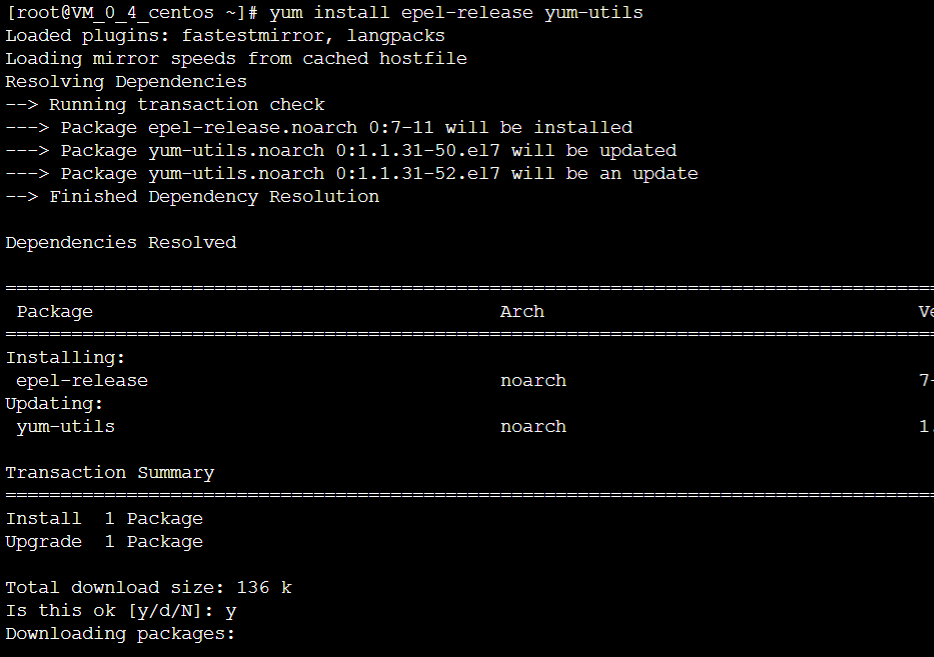 [root@VM_0_4_centos ~]# yum install epel-release yum-utils
Loaded plugins: fastestmirror, langpacks
Loading mirror speeds from cached hostfile
Resolving Dependencies
--> Running transaction check
---> Package epel-release.noarch 0:7-11 will be installed
---> Package yum-utils.noarch 0:1.1.31-50.el7 will be updated
---> Package yum-utils.noarch 0:1.1.31-52.el7 will be an update
--> Finished Dependency Resolution
Dependencies Resolved
=====================================================================================
Package Arch Ve
=====================================================================================
Installing:
epel-release noarch 7-
Updating:
yum-utils noarch 1.
Transaction Summary
=====================================================================================
Install 1 Package
Upgrade 1 Package
Total download size: 136 k
Is this ok [y/d/N]: y
Downloading packages: